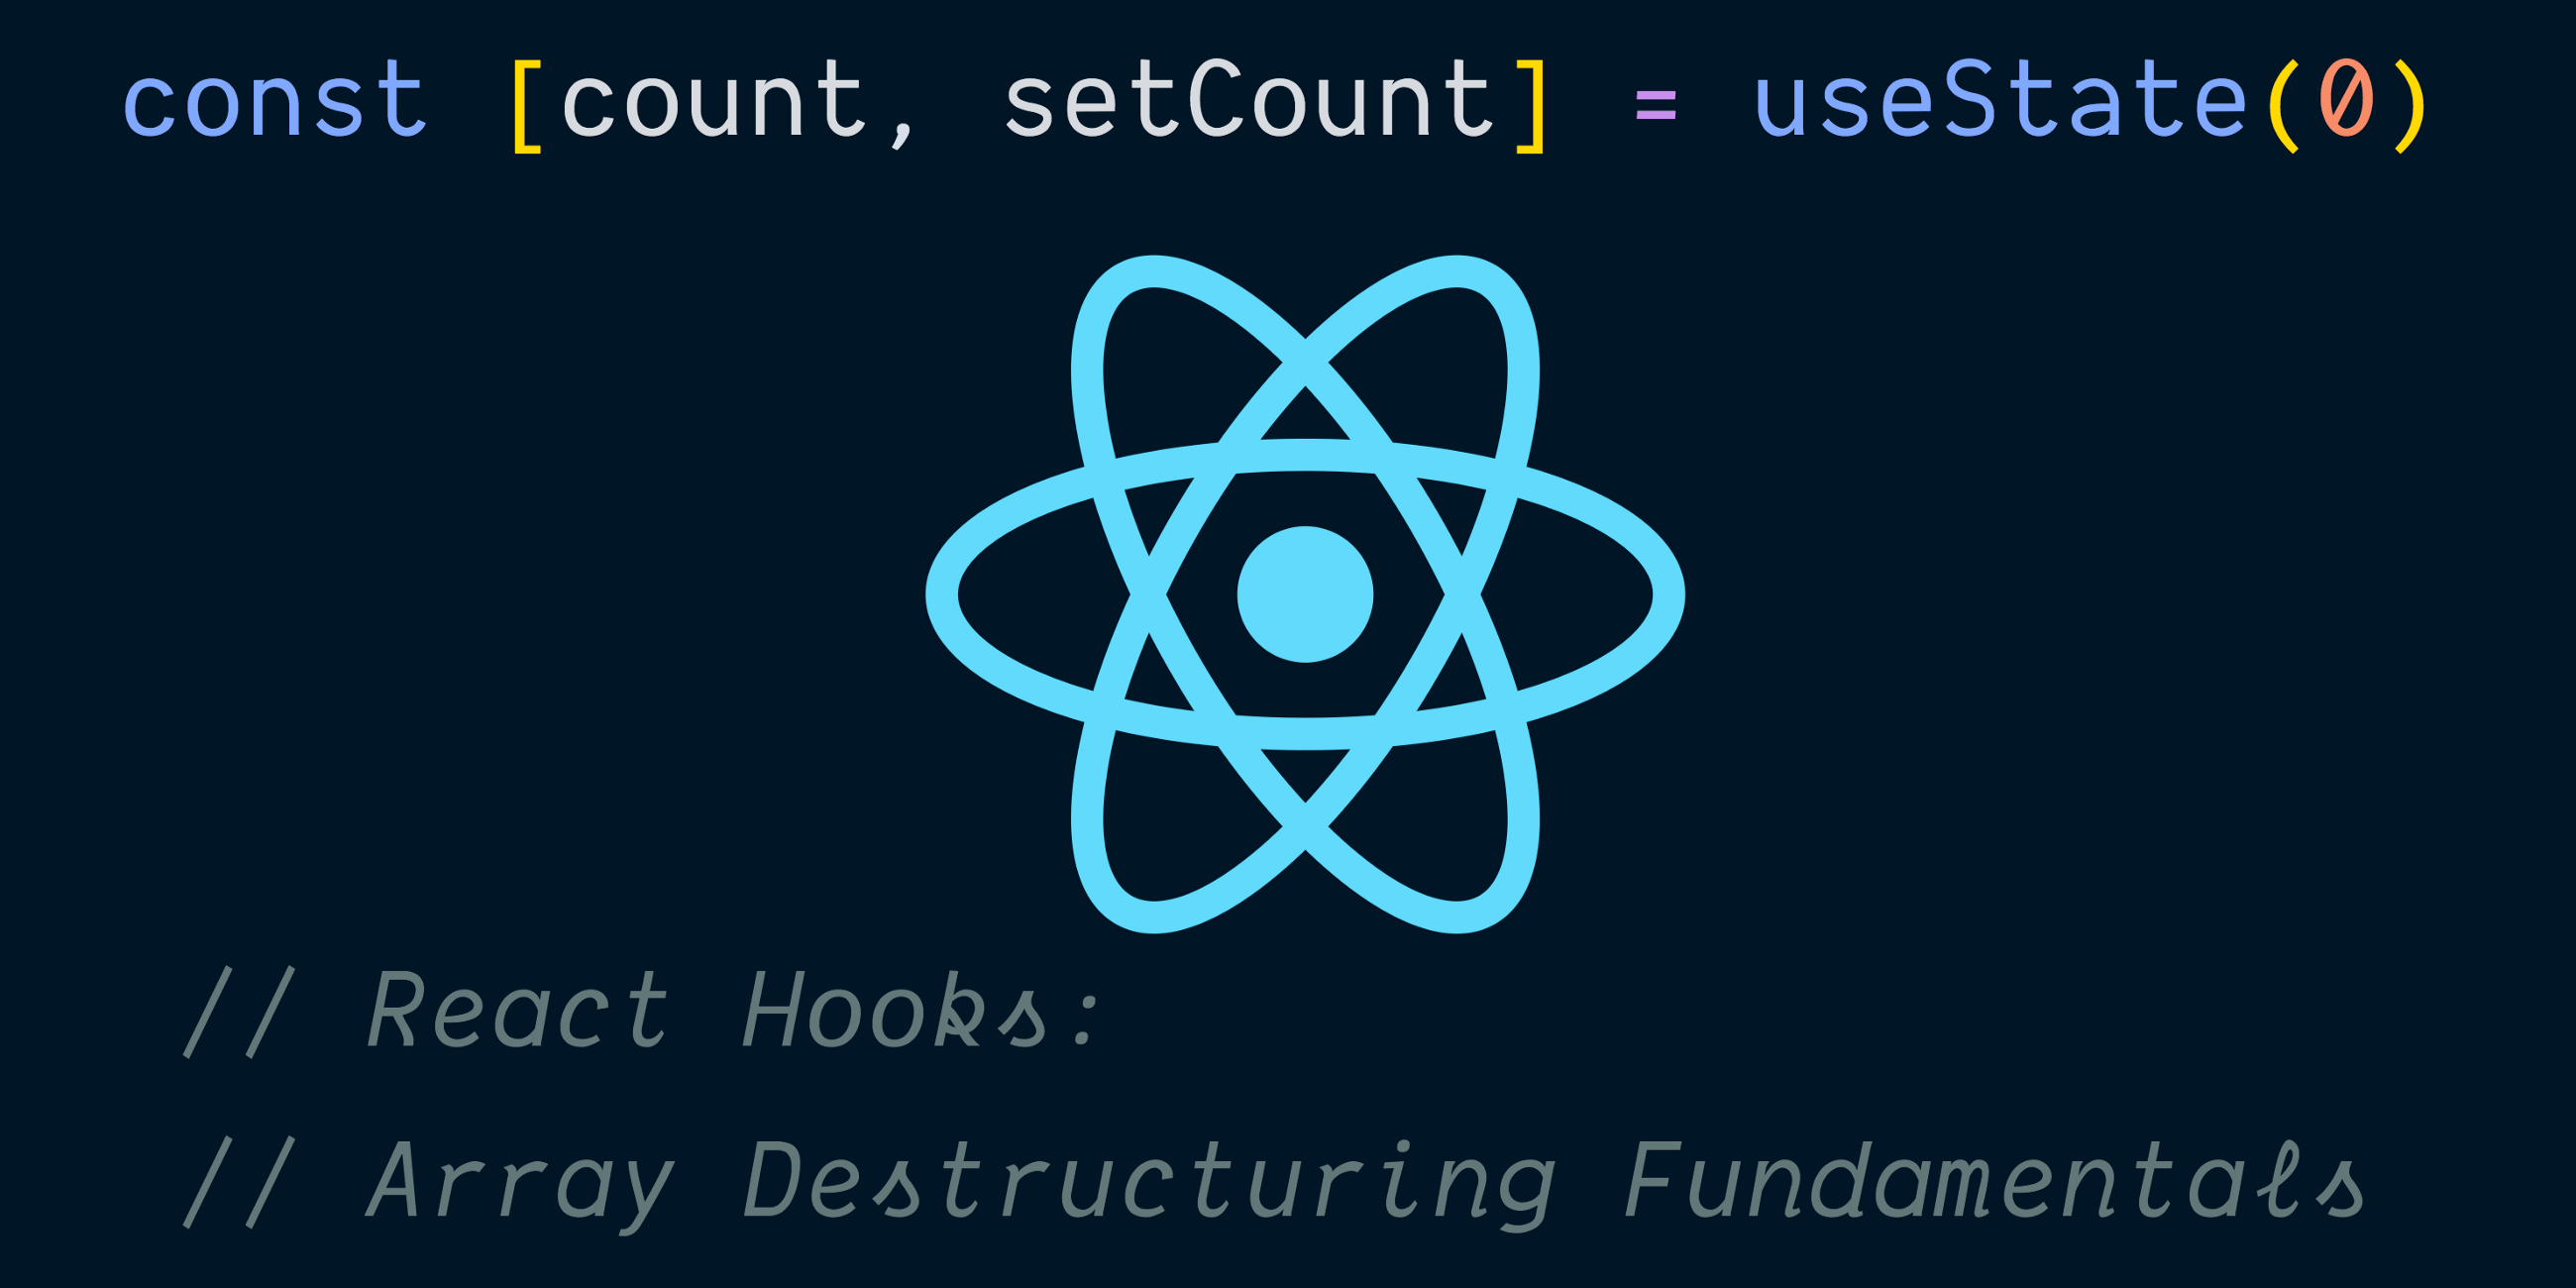 const [count, setCount] = useState(0)
// React Hooks:
// Array Destructuring Fundamentals